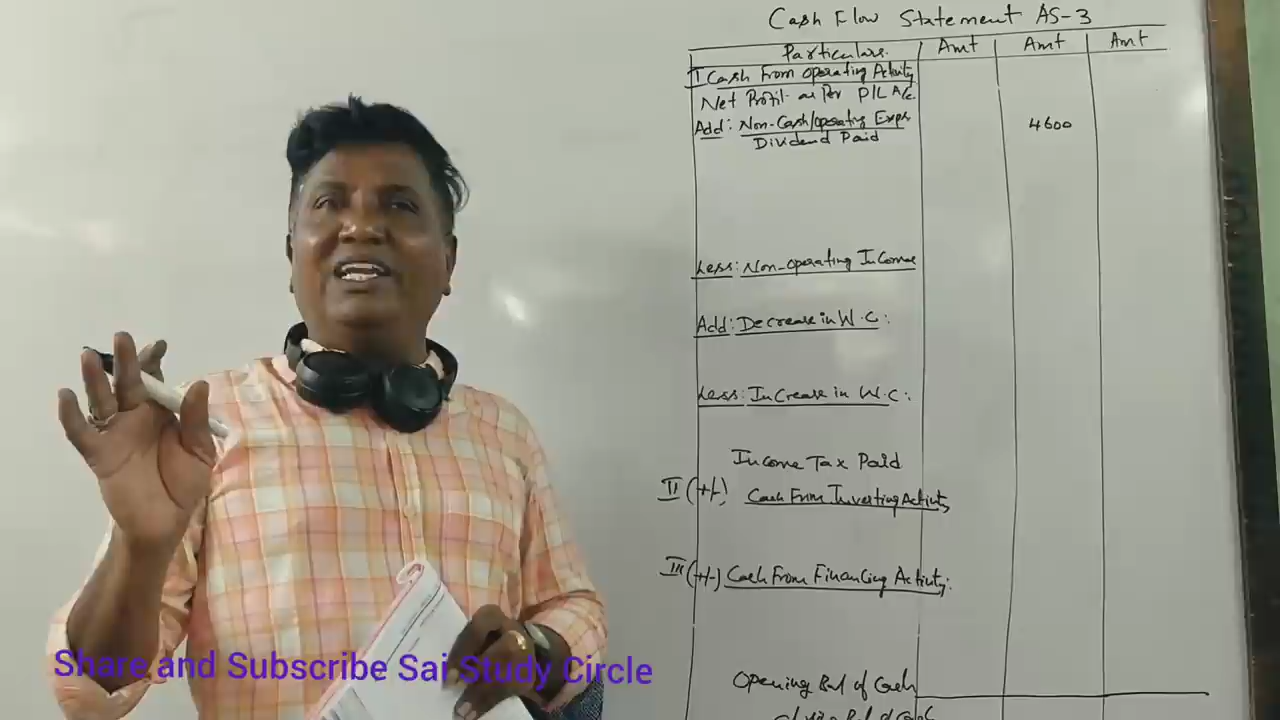 Cash Flow Statement AS-3
Particulars. Amt Amt Amt
I Cash From operating Activity
Net Profit as Per P/L A/c.
Add: Non-Cash/operating Exps 4600
Dividend Paid
Less: Non-operating Income
Add: Decrease in W.C:
Less: Increase in W.C:
Income Tax Paid
II (+/-) Cash From Investing Activity
III (+/-) Cash From Financing Activity.
Opening Bal of Cash
Bal of Cash
Share and Subscribe Sai Study Circle